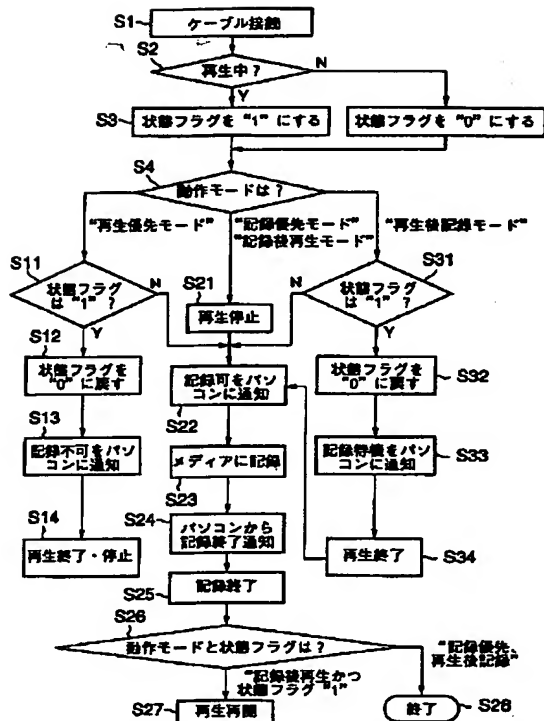 S1
ケーブル接続
S2
再生中？
N
Y
S3
状態フラグを“1”にする
状態フラグを“0”にする
S4
動作モードは？
“再生優先モード”
“記録優先モード”
“記録後再生モード”
“再生後記録モード”
S11
状態フラグ
は“1”？
N
Y
S21
再生停止
S31
状態フラグ
は“1”？
N
Y
S12
状態フラグを
“0”に戻す
S22
記録可をパソ
コンに通知
S32
状態フラグを
“0”に戻す
S13
記録不可をパソ
コンに通知
S23
メディアに記録
S33
記録待機をパソ
コンに通知
S14
再生終了・停止
S24
パソコンから
記録終了通知
S34
再生終了
S25
記録終了
S26
動作モードと状態フラグは？
“記録後再生かつ
状態フラグ“1”
“記録優先、
再生後記録”
S27
再生再開
終了
S28